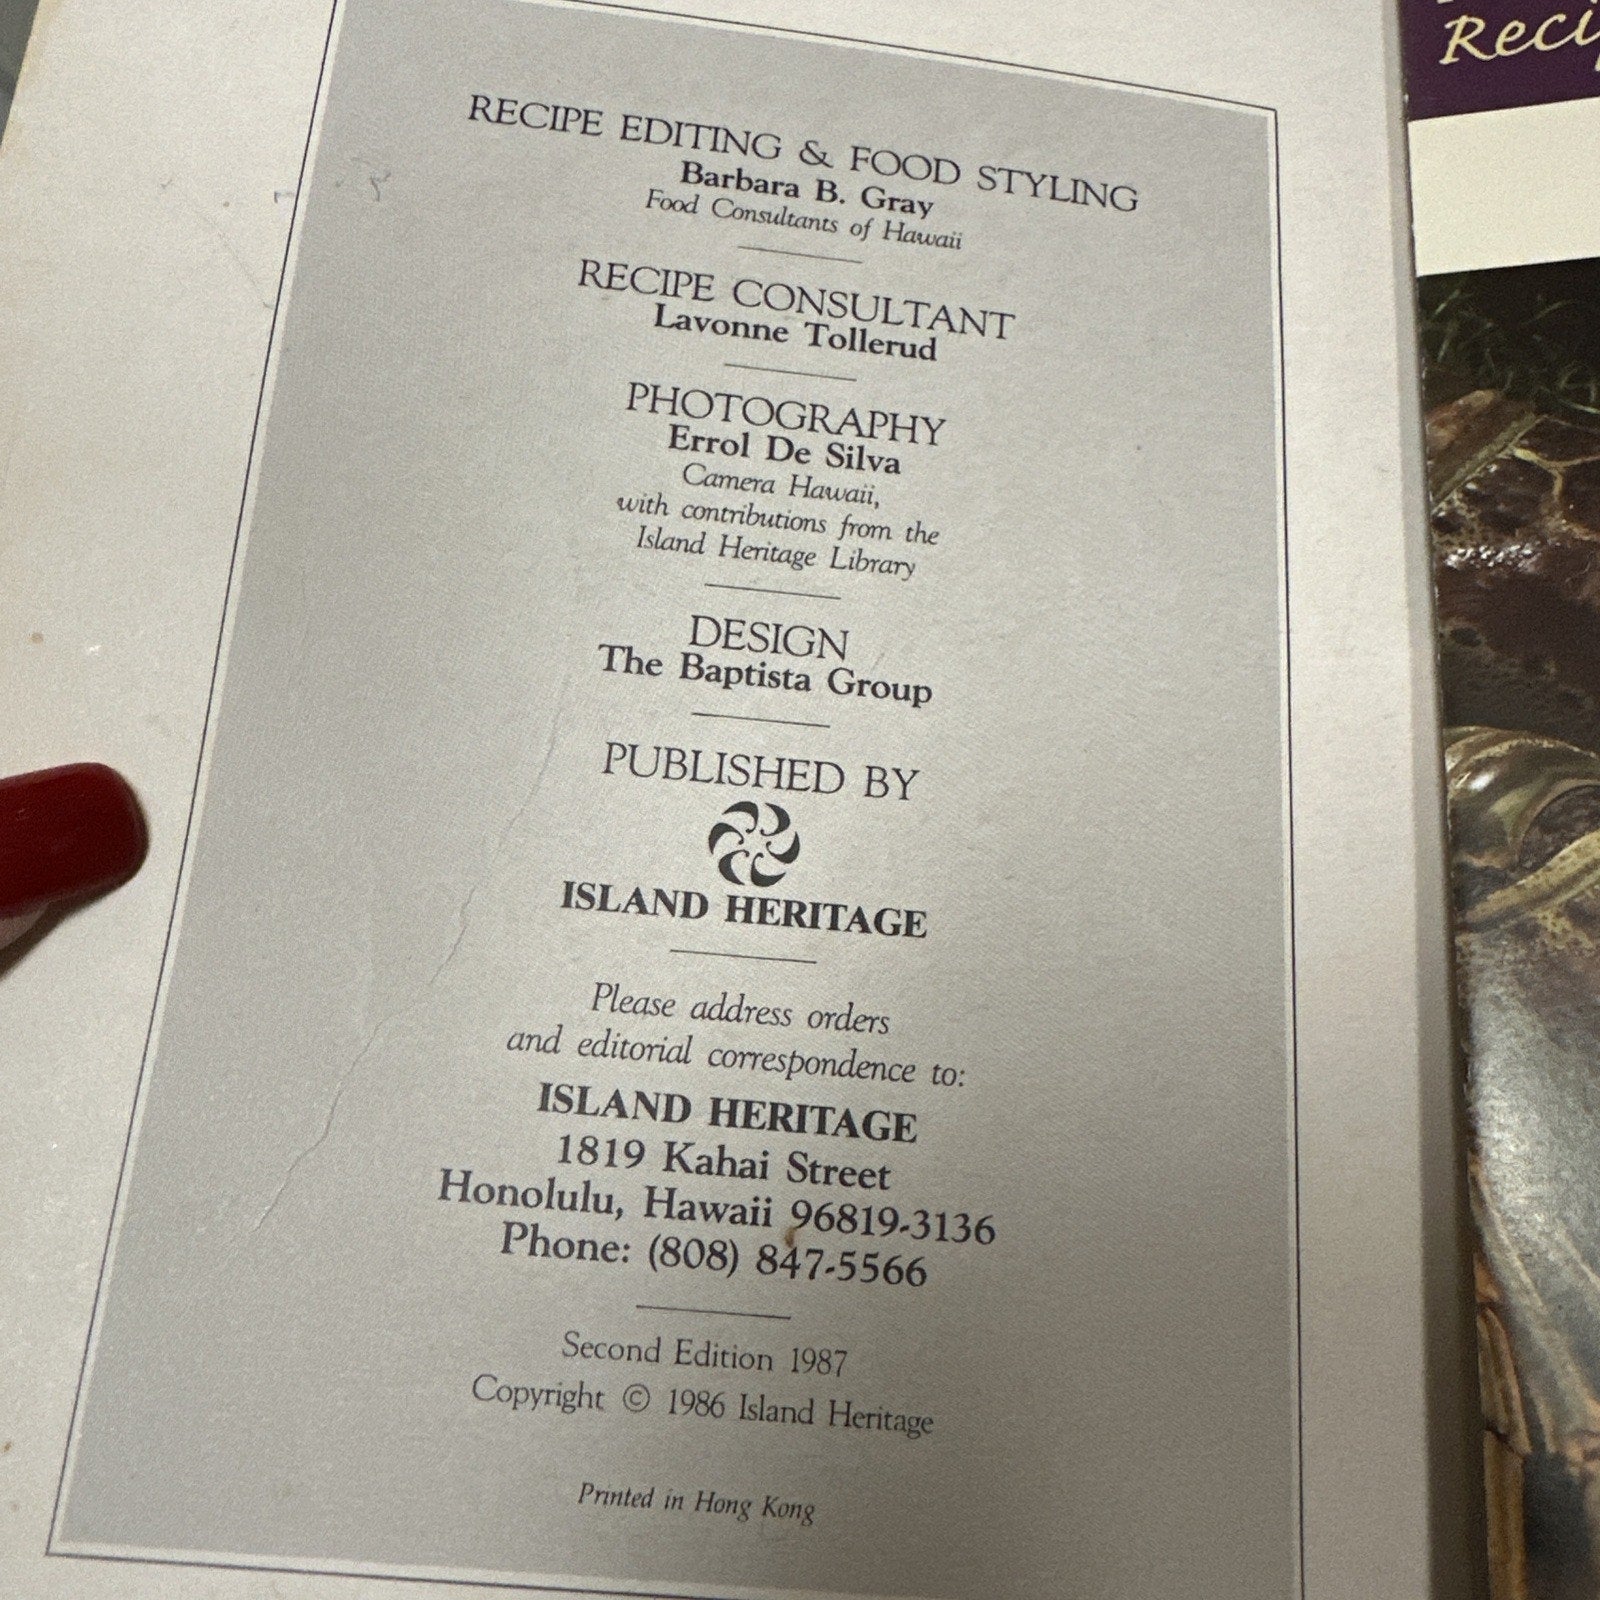 RECIPE EDITING & FOOD STYLING
Barbara B. Gray
Food Consultants of Hawaii
RECIPE CONSULTANT
Lavonne Tollerud
PHOTOGRAPHY
Errol De Silva
Camera Hawaii,
with contributions from the
Island Heritage Library
DESIGN
The Baptista Group
PUBLISHED BY
ISLAND HERITAGE
Please address orders
and editorial correspondence to:
ISLAND HERITAGE
1819 Kahai Street
Honolulu, Hawaii 96819-3136
Phone: (808) 847-5566
Second Edition 1987
Copyright © 1986 Island Heritage
Printed in Hong Kong